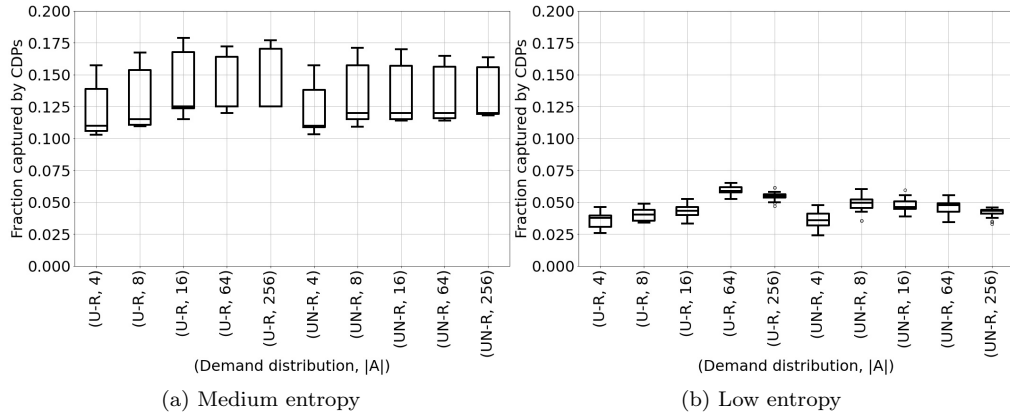 Fraction captured by CDPs
0.200
0.175
0.150
0.125
0.100
0.075
0.050
0.025
0.000
(U-R, 4)
(U-R, 8)
(U-R, 16)
(U-R, 64)
(U-R, 256)
(UN-R, 4)
(UN-R, 8)
(UN-R, 16)
(UN-R, 64)
(UN-R, 256)
(Demand distribution, |A|)
(a) Medium entropy
Fraction captured by CDPs
0.200
0.175
0.150
0.125
0.100
0.075
0.050
0.025
0.000
(U-R, 4)
(U-R, 8)
(U-R, 16)
(U-R, 64)
(U-R, 256)
(UN-R, 4)
(UN-R, 8)
(UN-R, 16)
(UN-R, 64)
(UN-R, 256)
(Demand distribution, |A|)
(b) Low entropy